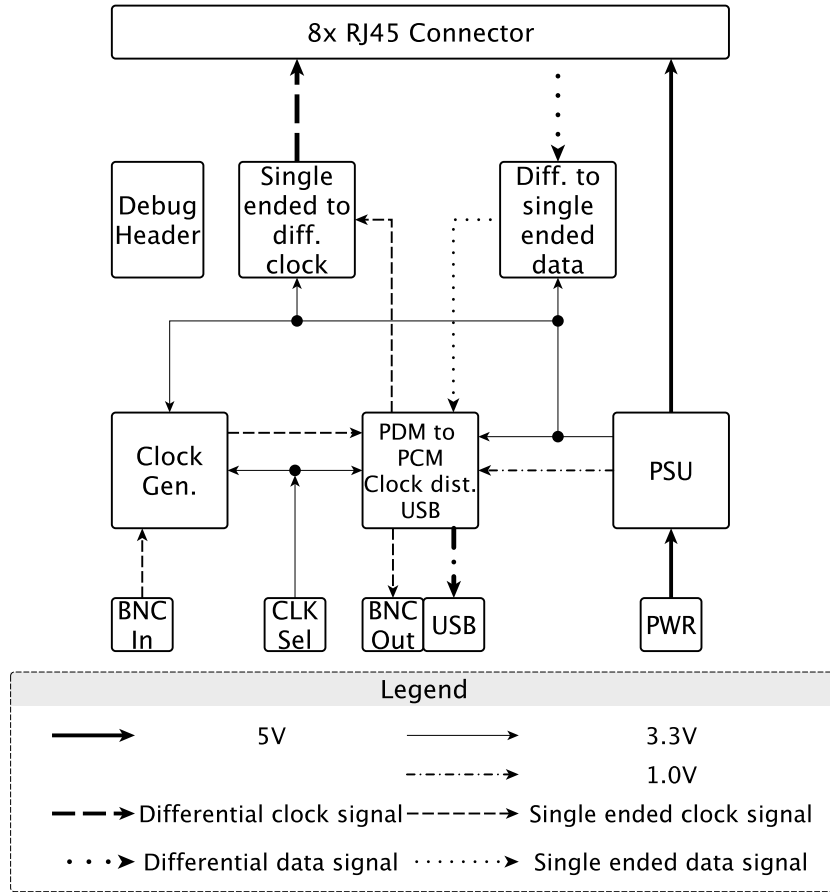 8x RJ45 Connector
Debug
Header
Single
ended to
diff.
clock
Diff. to
single
ended
data
Clock
Gen.
PDM to
PCM
Clock dist.
USB
PSU
BNC
In
CLK
Sel
BNC
Out
USB
PWR
Legend
5V
3.3V
1.0V
Differential clock signal
Single ended clock signal
Differential data signal
Single ended data signal